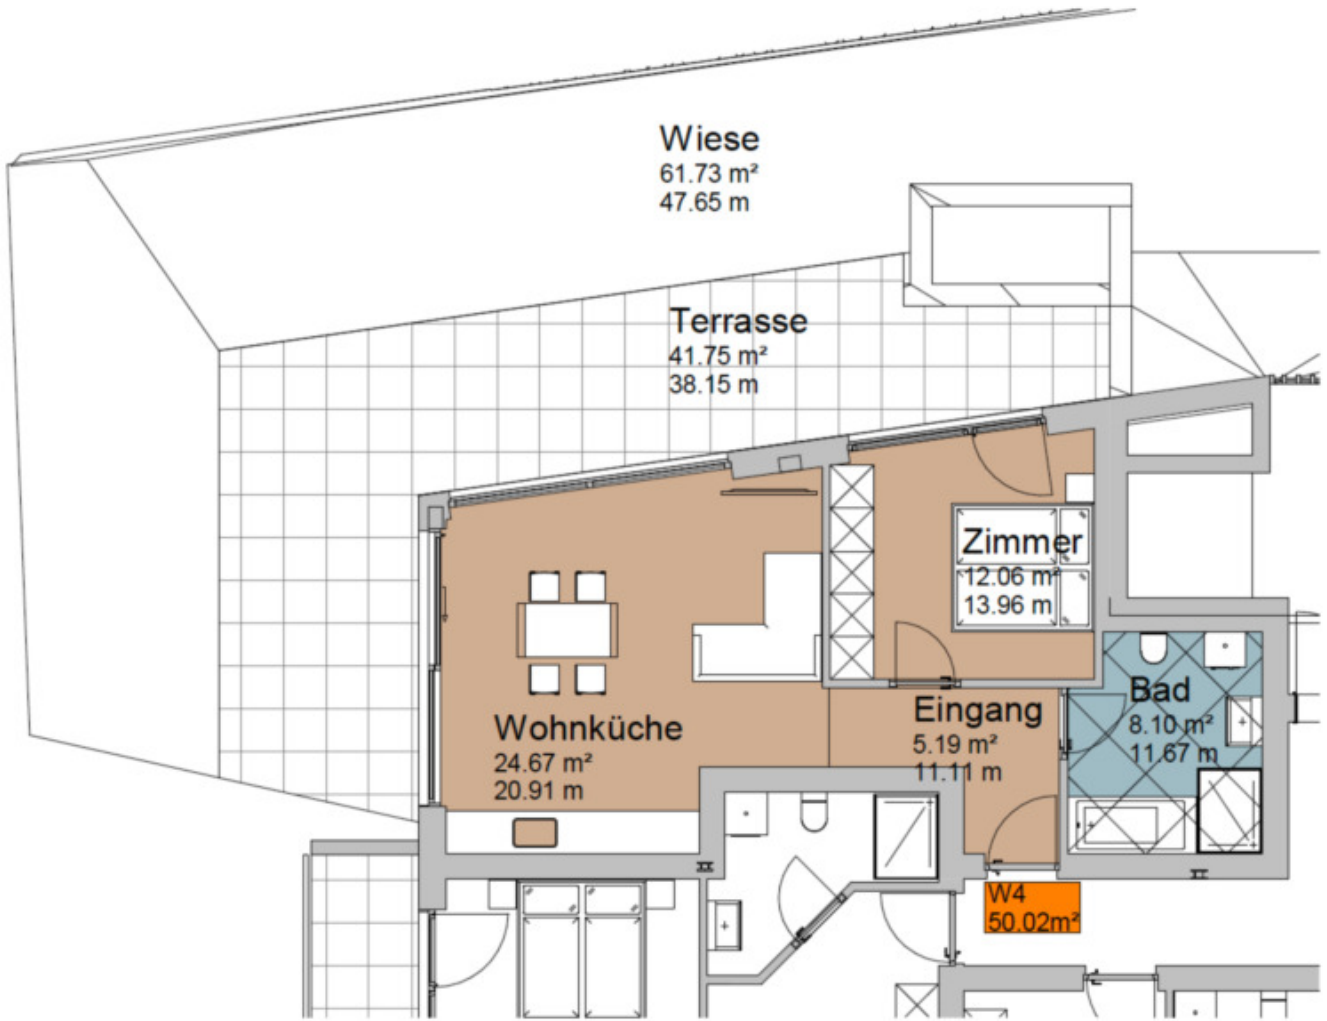 Wiese
61.73 m²
47.65 m
Terrasse
41.75 m²
38.15 m
Zimmer
12.06 m²
13.96 m
Bad
8.10 m²
11.67 m
Eingang
5.19 m²
11.11 m
Wohnküche
24.67 m²
20.91 m
W4
50.02m²